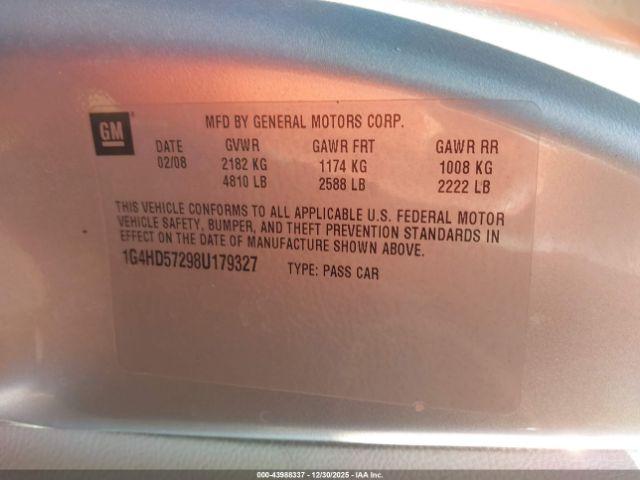 GM
MFD BY GENERAL MOTORS CORP.
DATE GVWR GAWR FRT GAWR RR
02/08 2182 KG 1174 KG 1008 KG
4810 LB 2588 LB 2222 LB
THIS VEHICLE CONFORMS TO ALL APPLICABLE U.S. FEDERAL MOTOR
VEHICLE SAFETY, BUMPER, AND THEFT PREVENTION STANDARDS IN
EFFECT ON THE DATE OF MANUFACTURE SHOWN ABOVE.
1G4HD57298U179327 TYPE: PASS CAR
000-43988337 - 12/30/2025 - IAAI.com